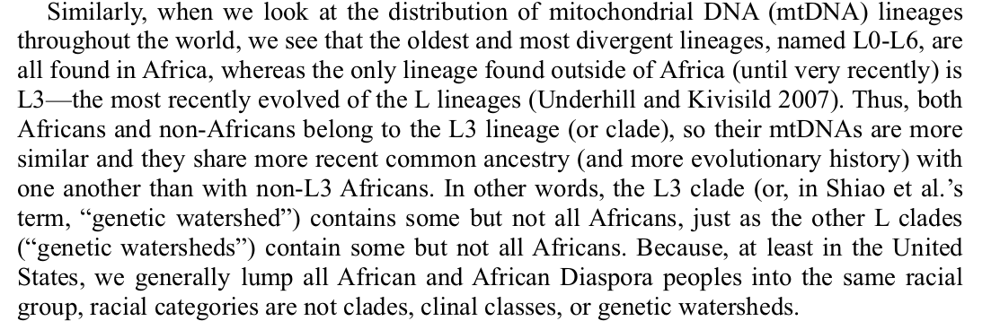 Similarly, when we look at the distribution of mitochondrial DNA (mtDNA) lineages
throughout the world, we see that the oldest and most divergent lineages, named L0-L6, are
all found in Africa, whereas the only lineage found outside of Africa (until very recently) is
L3—the most recently evolved of the L lineages (Underhill and Kivisild 2007). Thus, both
Africans and non-Africans belong to the L3 lineage (or clade), so their mtDNAs are more
similar and they share more recent common ancestry (and more evolutionary history) with
one another than with non-L3 Africans. In other words, the L3 clade (or, in Shiao et al.’s
term, “genetic watershed”) contains some but not all Africans, just as the other L clades
(“genetic watersheds”) contain some but not all Africans. Because, at least in the United
States, we generally lump all African and African Diaspora peoples into the same racial
group, racial categories are not clades, clinal classes, or genetic watersheds.